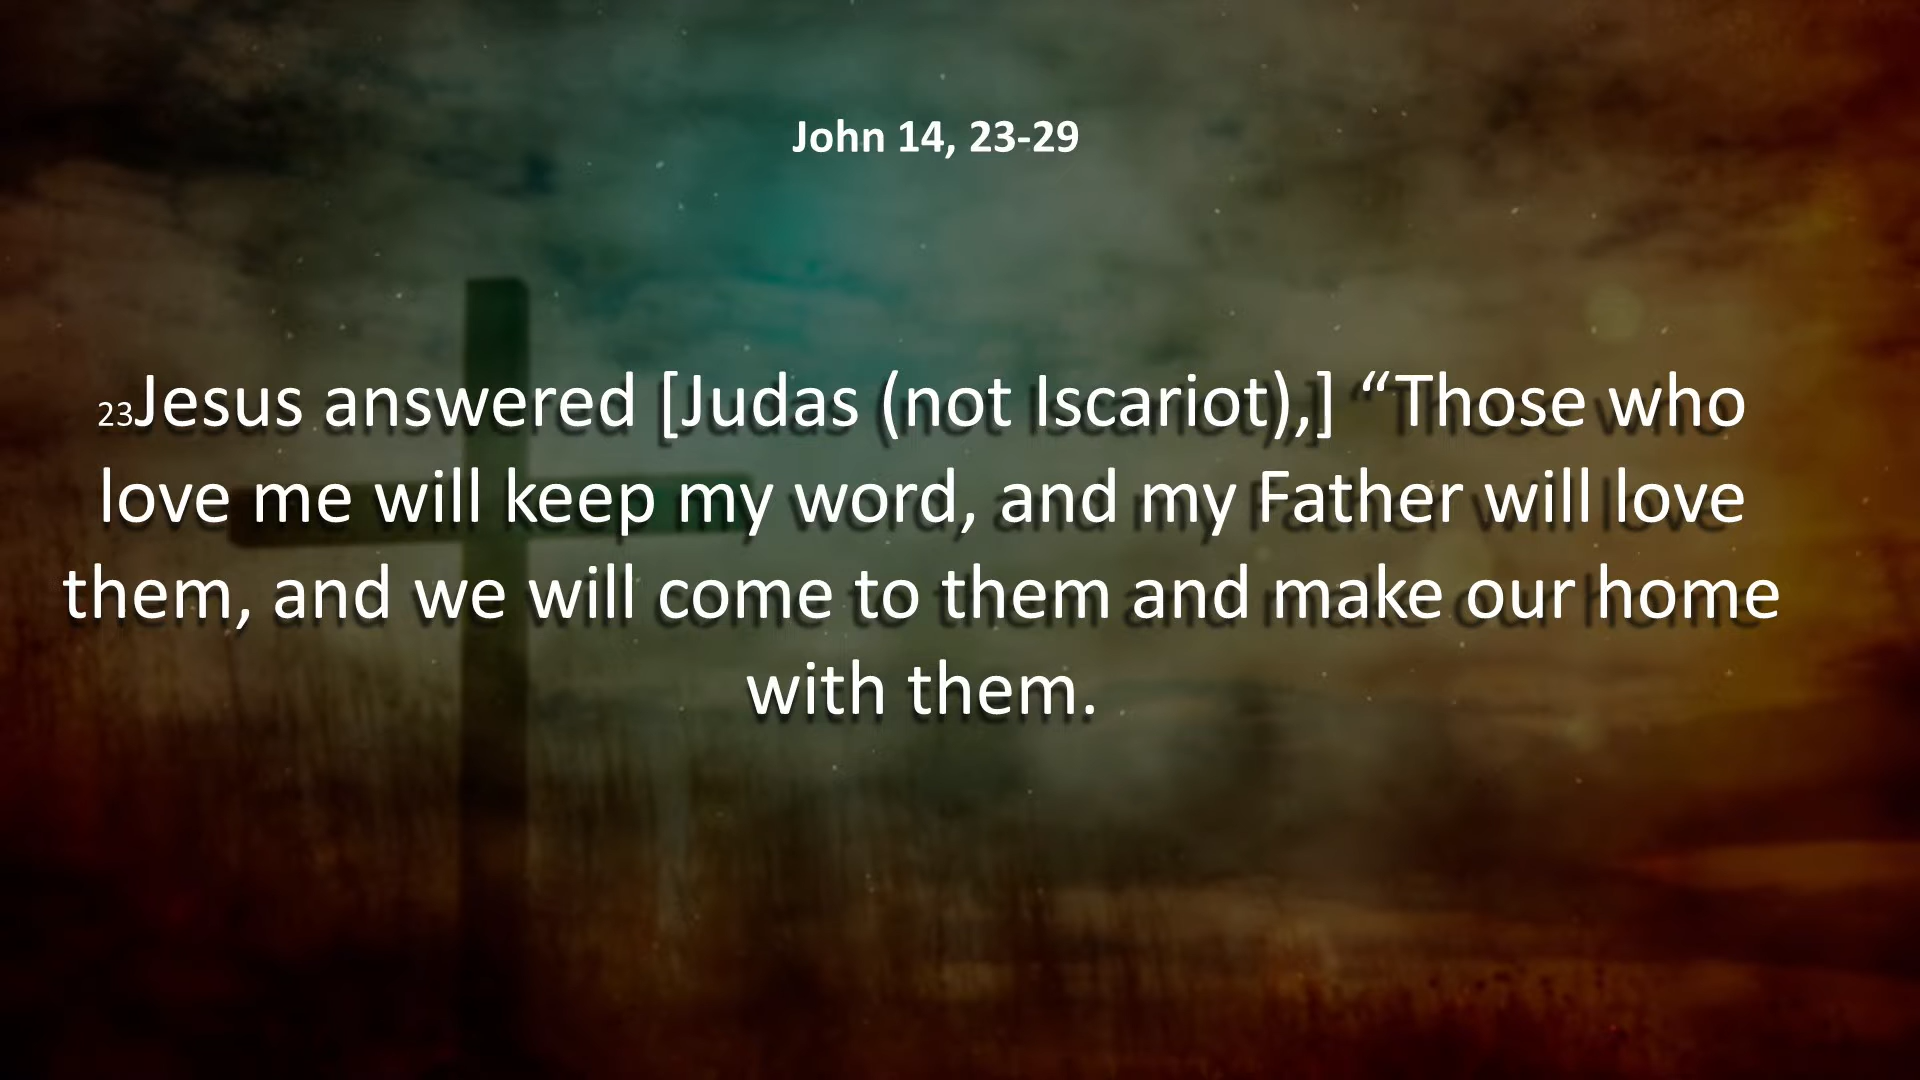 John 14, 23-29
23Jesus answered [Judas (not Iscariot),] “Those who
love me will keep my word, and my Father will love
them, and we will come to them and make our home
with them.